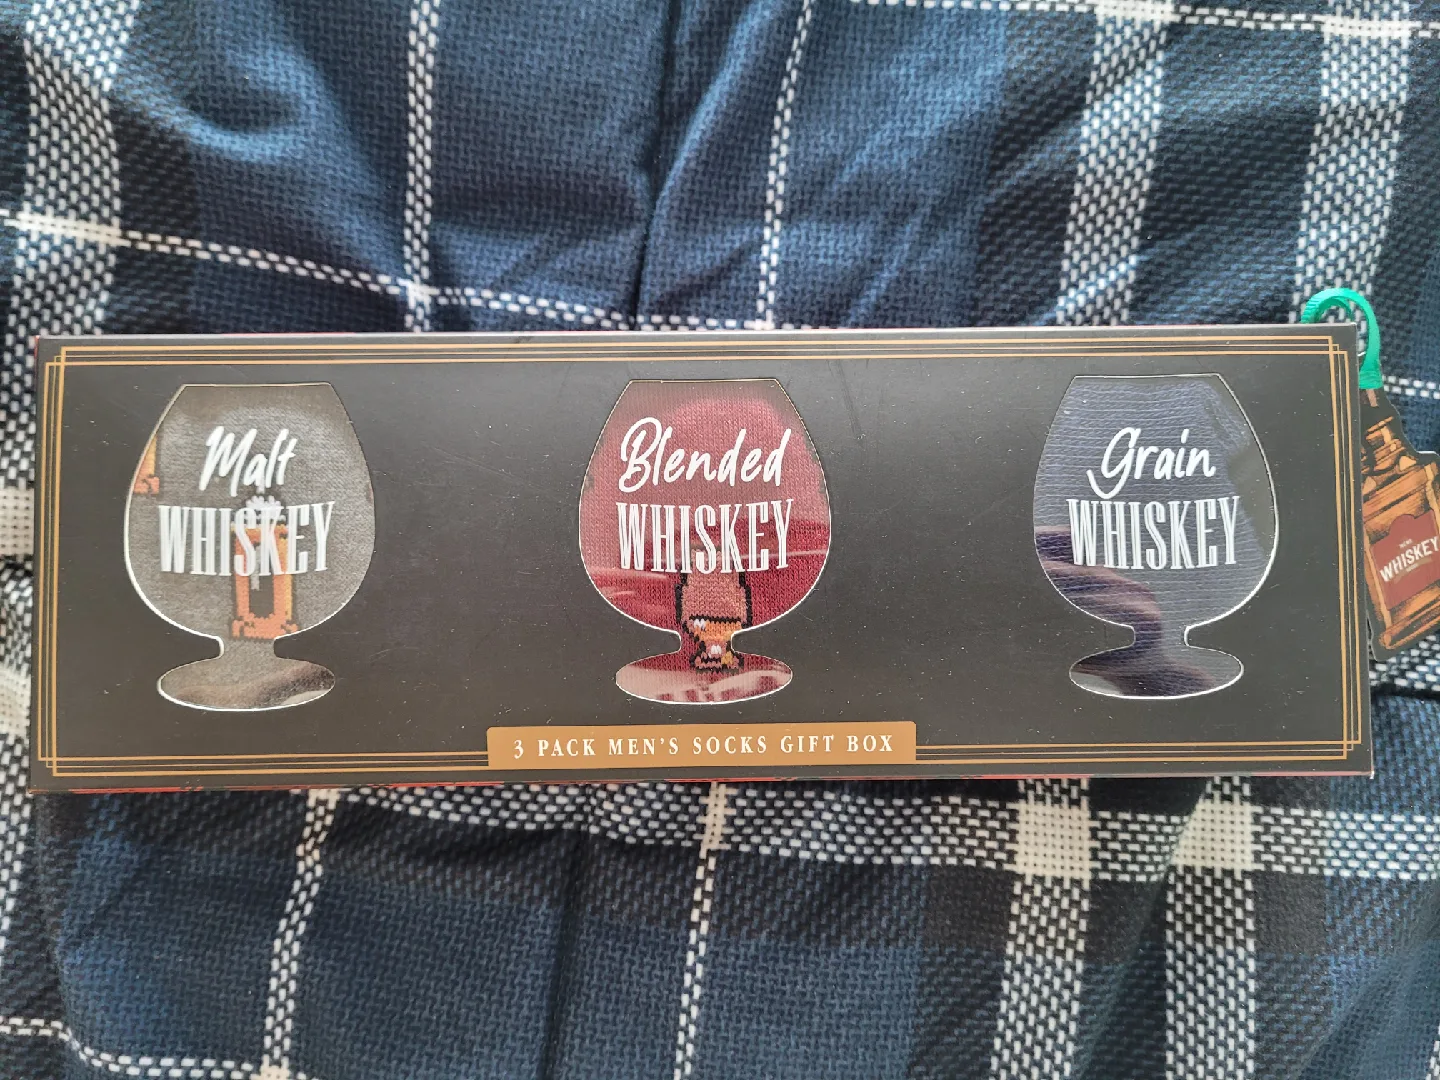 Malt
WHISKEY
Blended
WHISKEY
Grain
WHISKEY
3 PACK MEN'S SOCKS GIFT BOX
WHISKEY